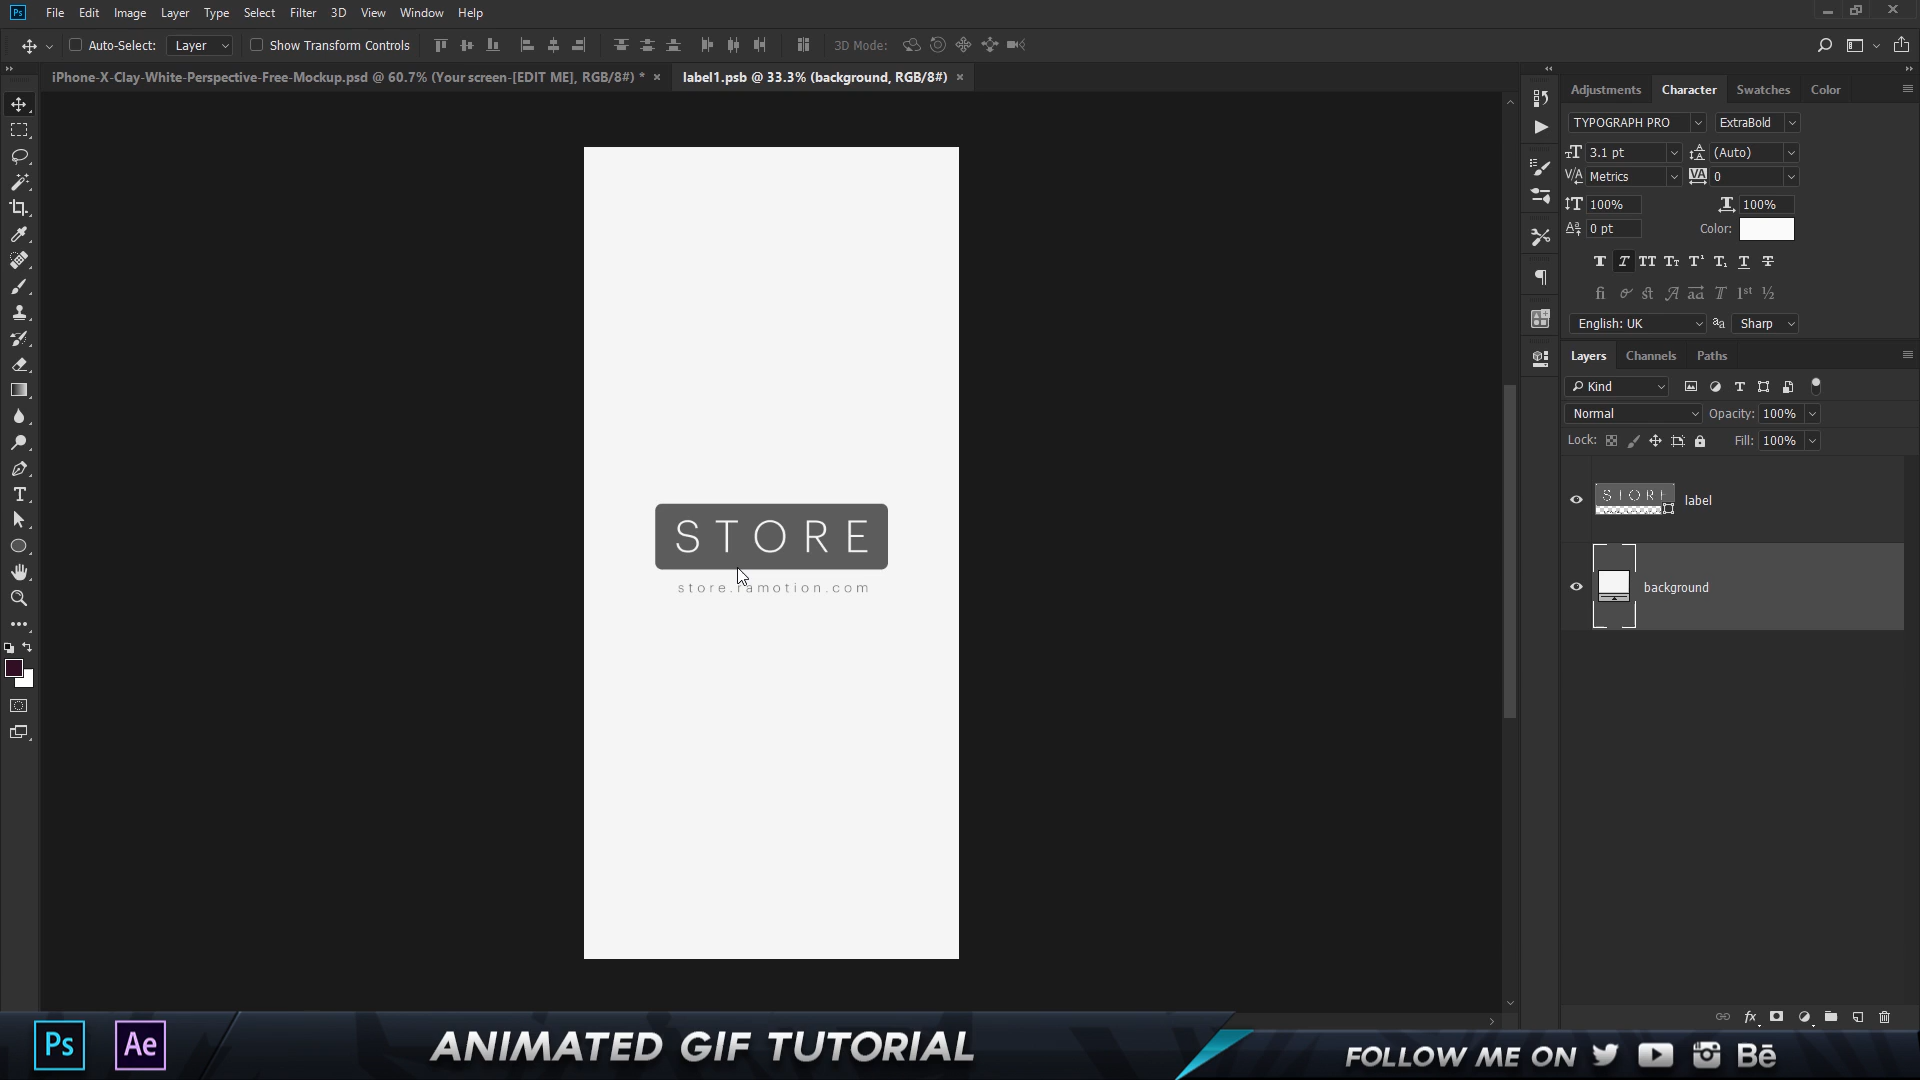 Ps File Edit Image Layer Type Select Filter 3D View Window Help
Auto-Select: Layer Show Transform Controls 3D Mode:
iPhone-X-Clay-White-Perspective-Free-Mockup.psd @ 60.7% (Your screen-[EDIT ME], RGB/8#) * × label1.psb @ 33.3% (background, RGB/8#) ×
Adjustments Character Swatches Color
TYPOGRAPH PRO ExtraBold
3.1 pt (Auto)
Metrics 0
100% 100%
0 pt Color:
English: UK Sharp
Layers Channels Paths
Kind
Normal Opacity: 100%
Lock: Fill: 100%
STORE label
background
STORE
store.ramotion.com
Ps Ae ANIMATED GIF TUTORIAL
FOLLOW ME ON Bē